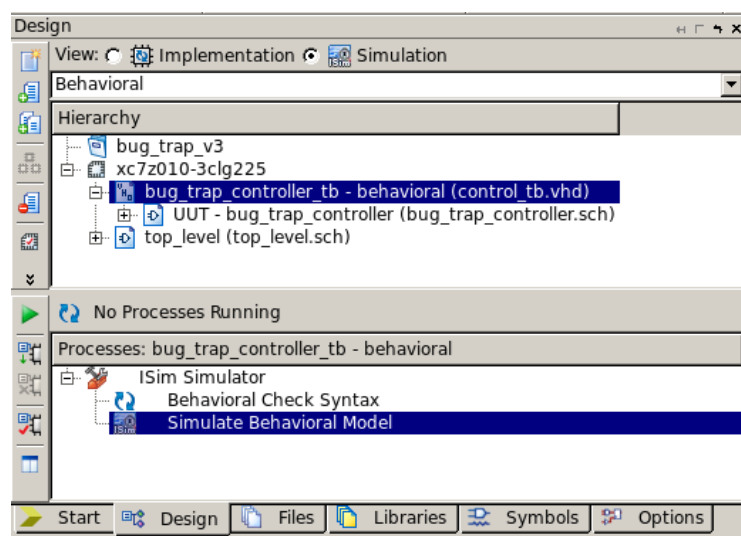 Design
View: Implementation Simulation
Behavioral
Hierarchy
bug_trap_v3
xc7z010-3clg225
bug_trap_controller_tb - behavioral (control_tb.vhd)
UUT - bug_trap_controller (bug_trap_controller.sch)
top_level (top_level.sch)
No Processes Running
Processes: bug_trap_controller_tb - behavioral
ISim Simulator
Behavioral Check Syntax
Simulate Behavioral Model
Start Design Files Libraries Symbols Options